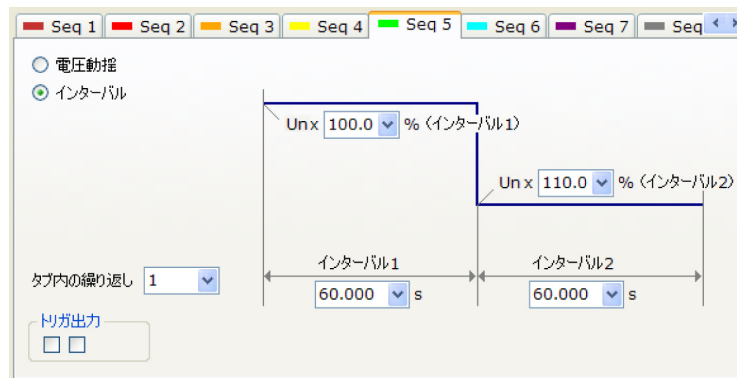 Seq 1 Seq 2 Seq 3 Seq 4 Seq 5 Seq 6 Seq 7 Seq
電圧動揺
インターバル
Un x 100.0 % (インターバル1)
Un x 110.0 % (インターバル2)
インターバル1 インターバル2
タブ内の繰り返し 1
60.000 s 60.000 s
トリガ出力